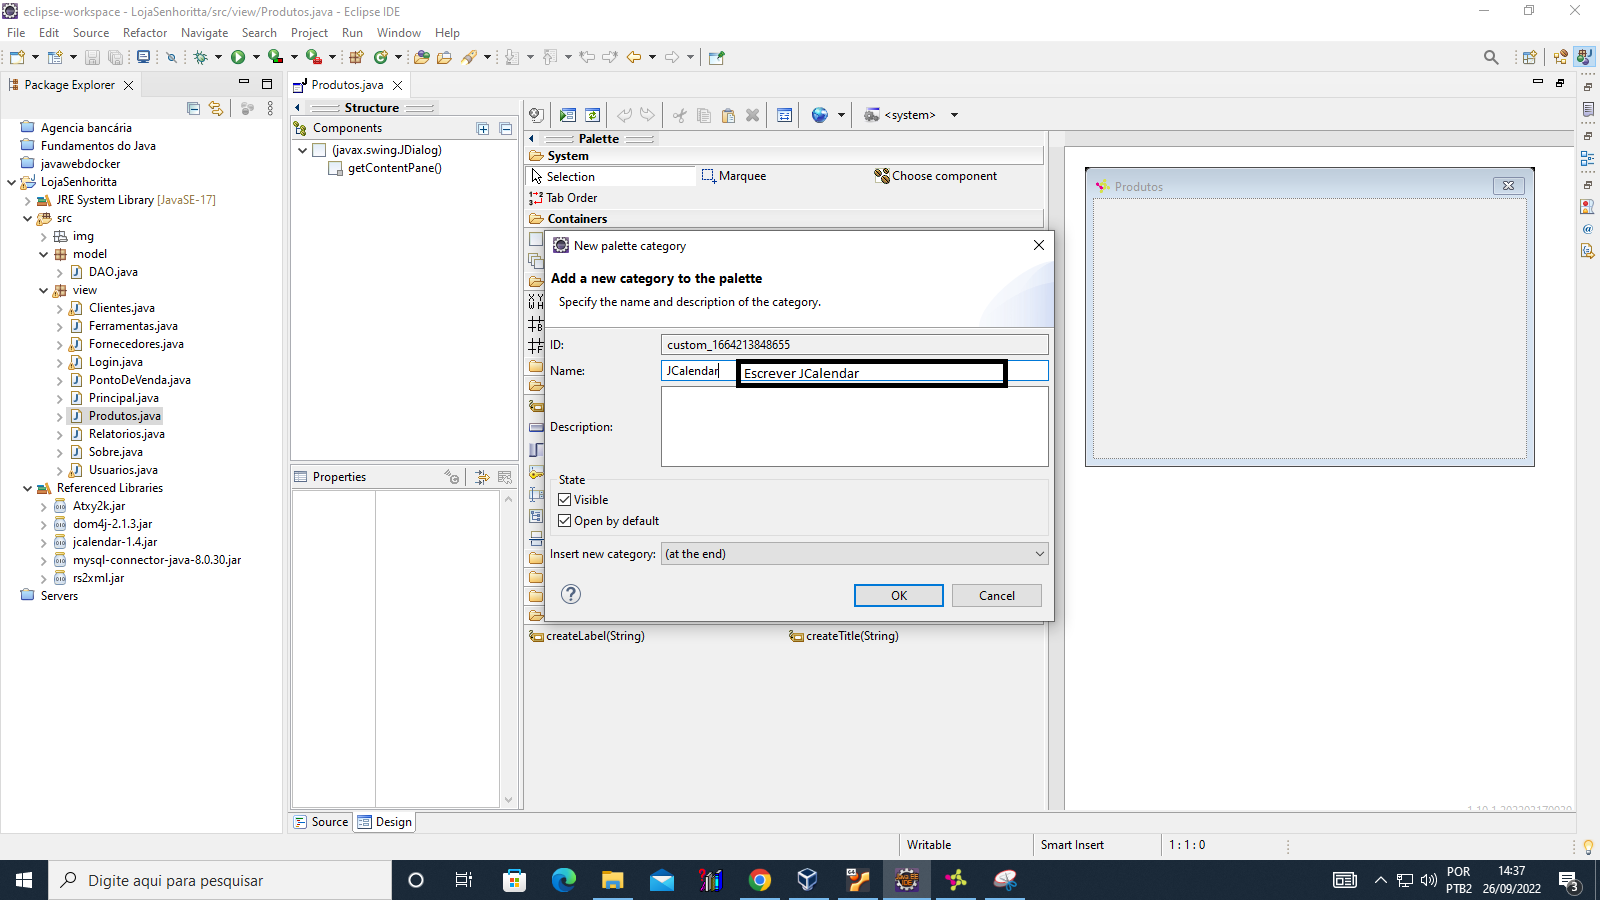 eclipse-workspace - LojaSenhoritta/src/view/Produtos.java - Eclipse IDE
File Edit Source Refactor Navigate Search Project Run Window Help
Package Explorer
Agencia bancária
Fundamentos do Java
javawebdocker
LojaSenhoritta
JRE System Library [JavaSE-17]
src
img
model
DAO.java
view
Clientes.java
Ferramentas.java
Fornecedores.java
Login.java
PontoDeVenda.java
Principal.java
Produtos.java
Relatorios.java
Sobre.java
Usuarios.java
Referenced Libraries
Atxy2k.jar
dom4j-2.1.3.jar
jcalendar-1.4.jar
mysql-connector-java-8.0.30.jar
rs2xml.jar
Servers
Produtos.java
Structure
Components
(javax.swing.JDialog)
getContentPane()
Properties
<system>
Palette
System
Selection
Marquee
Choose component
Tab Order
Containers
New palette category
Add a new category to the palette
Specify the name and description of the category.
ID:
custom_1664213848655
Name:
JCalendar
Escrever JCalendar
Description:
State
Visible
Open by default
Insert new category:
(at the end)
OK
Cancel
createLabel(String)
createTitle(String)
Produtos
Source
Design
Writable
Smart Insert
1 : 1 : 0
Digite aqui para pesquisar
POR
PTB2
14:37
26/09/2022
3